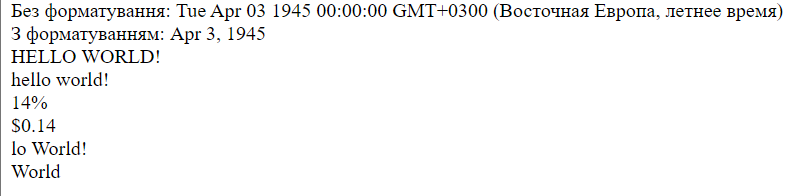 Без форматування: Tue Apr 03 1945 00:00:00 GMT+0300 (Восточная Европа, летнее время)
З форматуванням: Apr 3, 1945
HELLO WORLD!
hello world!
14%
$0.14
lo World!
World